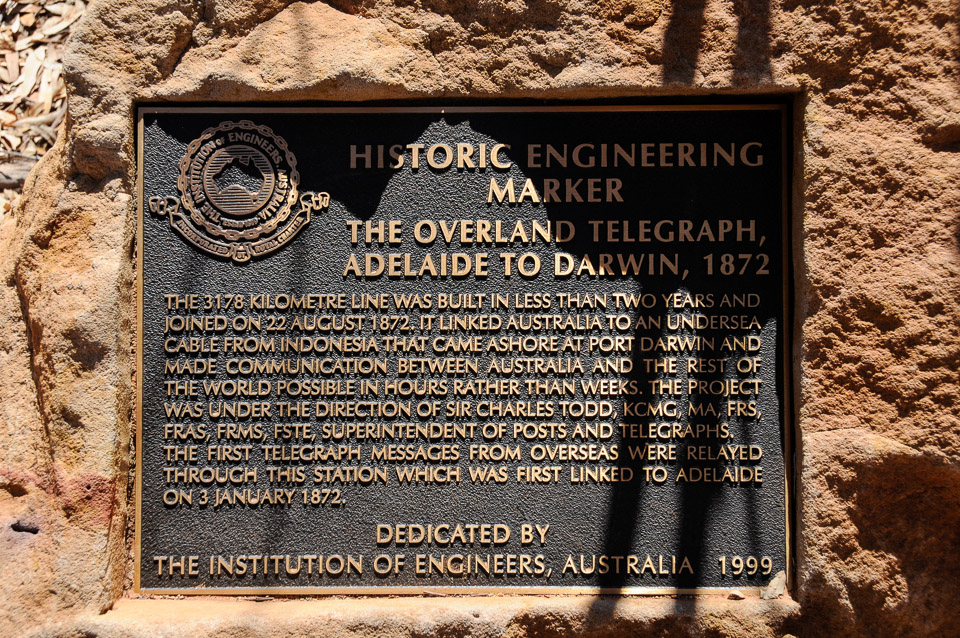 THE INSTITUTION OF ENGINEERS AUSTRALIA
HISTORIC ENGINEERING
MARKER
THE OVERLAND TELEGRAPH,
ADELAIDE TO DARWIN, 1872
THE 3178 KILOMETRE LINE WAS BUILT IN LESS THAN TWO YEARS AND
JOINED ON 22 AUGUST 1872. IT LINKED AUSTRALIA TO AN UNDERSEA
CABLE FROM INDONESIA THAT CAME ASHORE AT PORT DARWIN AND
MADE COMMUNICATION BETWEEN AUSTRALIA AND THE REST OF
THE WORLD POSSIBLE IN HOURS RATHER THAN WEEKS. THE PROJECT
WAS UNDER THE DIRECTION OF SIR CHARLES TODD, KCMG, MA, FRS,
FRAS, FRMS, FSTE, SUPERINTENDENT OF POSTS AND TELEGRAPHS.
THE FIRST TELEGRAPH MESSAGES FROM OVERSEAS WERE RELAYED
THROUGH THIS STATION WHICH WAS FIRST LINKED TO ADELAIDE
ON 3 JANUARY 1872.
DEDICATED BY
THE INSTITUTION OF ENGINEERS, AUSTRALIA 1999